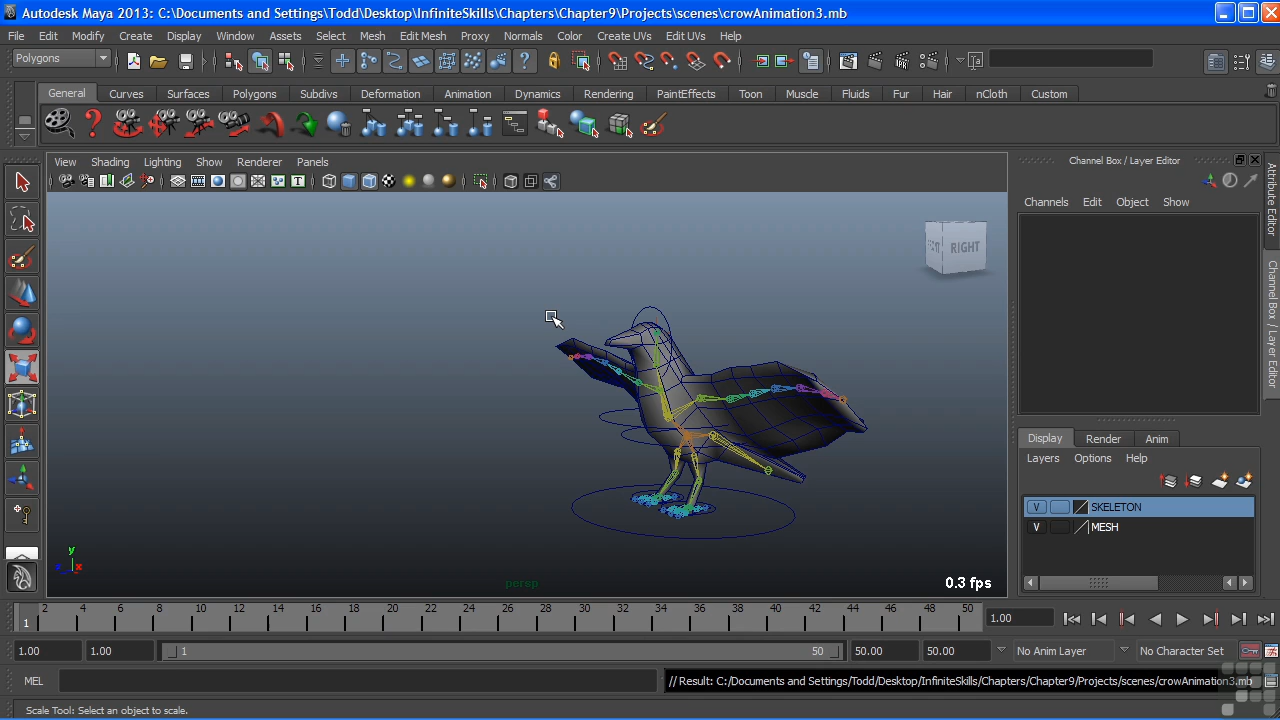 Autodesk Maya 2013: C:\Documents and Settings\Todd\Desktop\InfiniteSkills\Chapters\Chapter9\Projects\scenes\crowAnimation3.mb
File Edit Modify Create Display Window Assets Select Mesh Edit Mesh Proxy Normals Color Create UVs Edit UVs Help
Polygons
General Curves Surfaces Polygons Subdivs Deformation Animation Dynamics Rendering PaintEffects Toon Muscle Fluids Fur Hair nCloth Custom
View Shading Lighting Show Renderer Panels
Channel Box / Layer Editor
Channels Edit Object Show
Attribute Editor
Channel Box / Layer Editor
RIGHT
Display Render Anim
Layers Options Help
V SKELETON
V MESH
y
x
persp
0.3 fps
2 4 6 8 10 12 14 16 18 20 22 24 26 28 30 32 34 36 38 40 42 44 46 48 50
1
1.00
1.00 1.00 1 50 50.00 50.00 No Anim Layer No Character Set
MEL // Result: C:/Documents and Settings/Todd/Desktop/InfiniteSkills/Chapters/Chapter9/Projects/scenes/crowAnimation3.mb
Scale Tool: Select an object to scale.